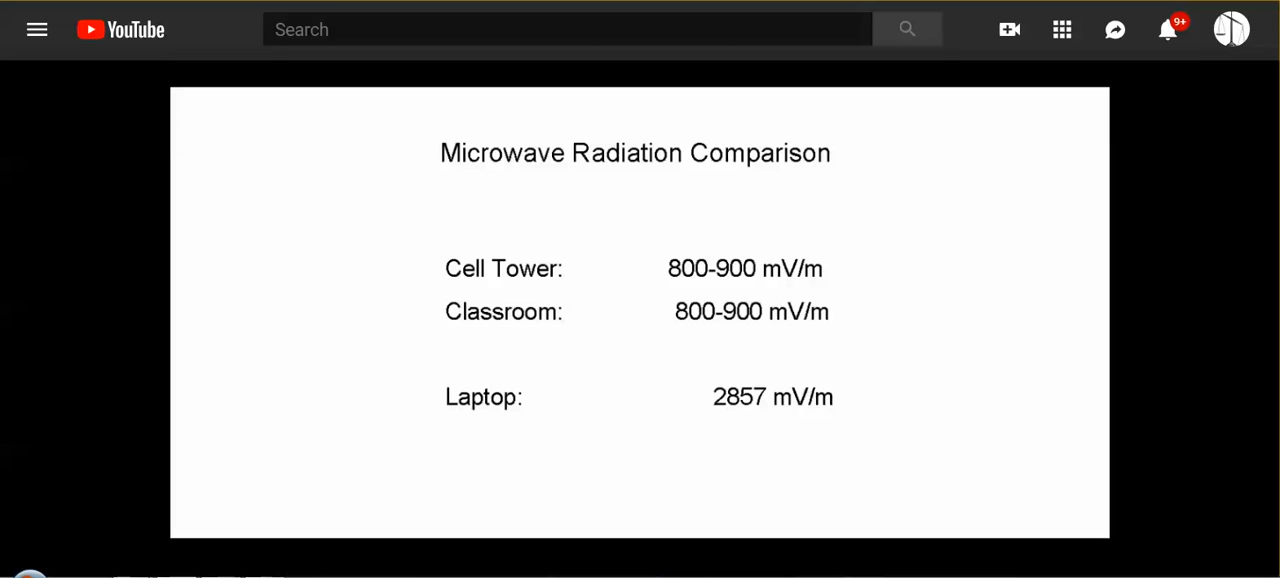 YouTube
Search
9+
Microwave Radiation Comparison
Cell Tower: 800-900 mV/m
Classroom: 800-900 mV/m
Laptop: 2857 mV/m